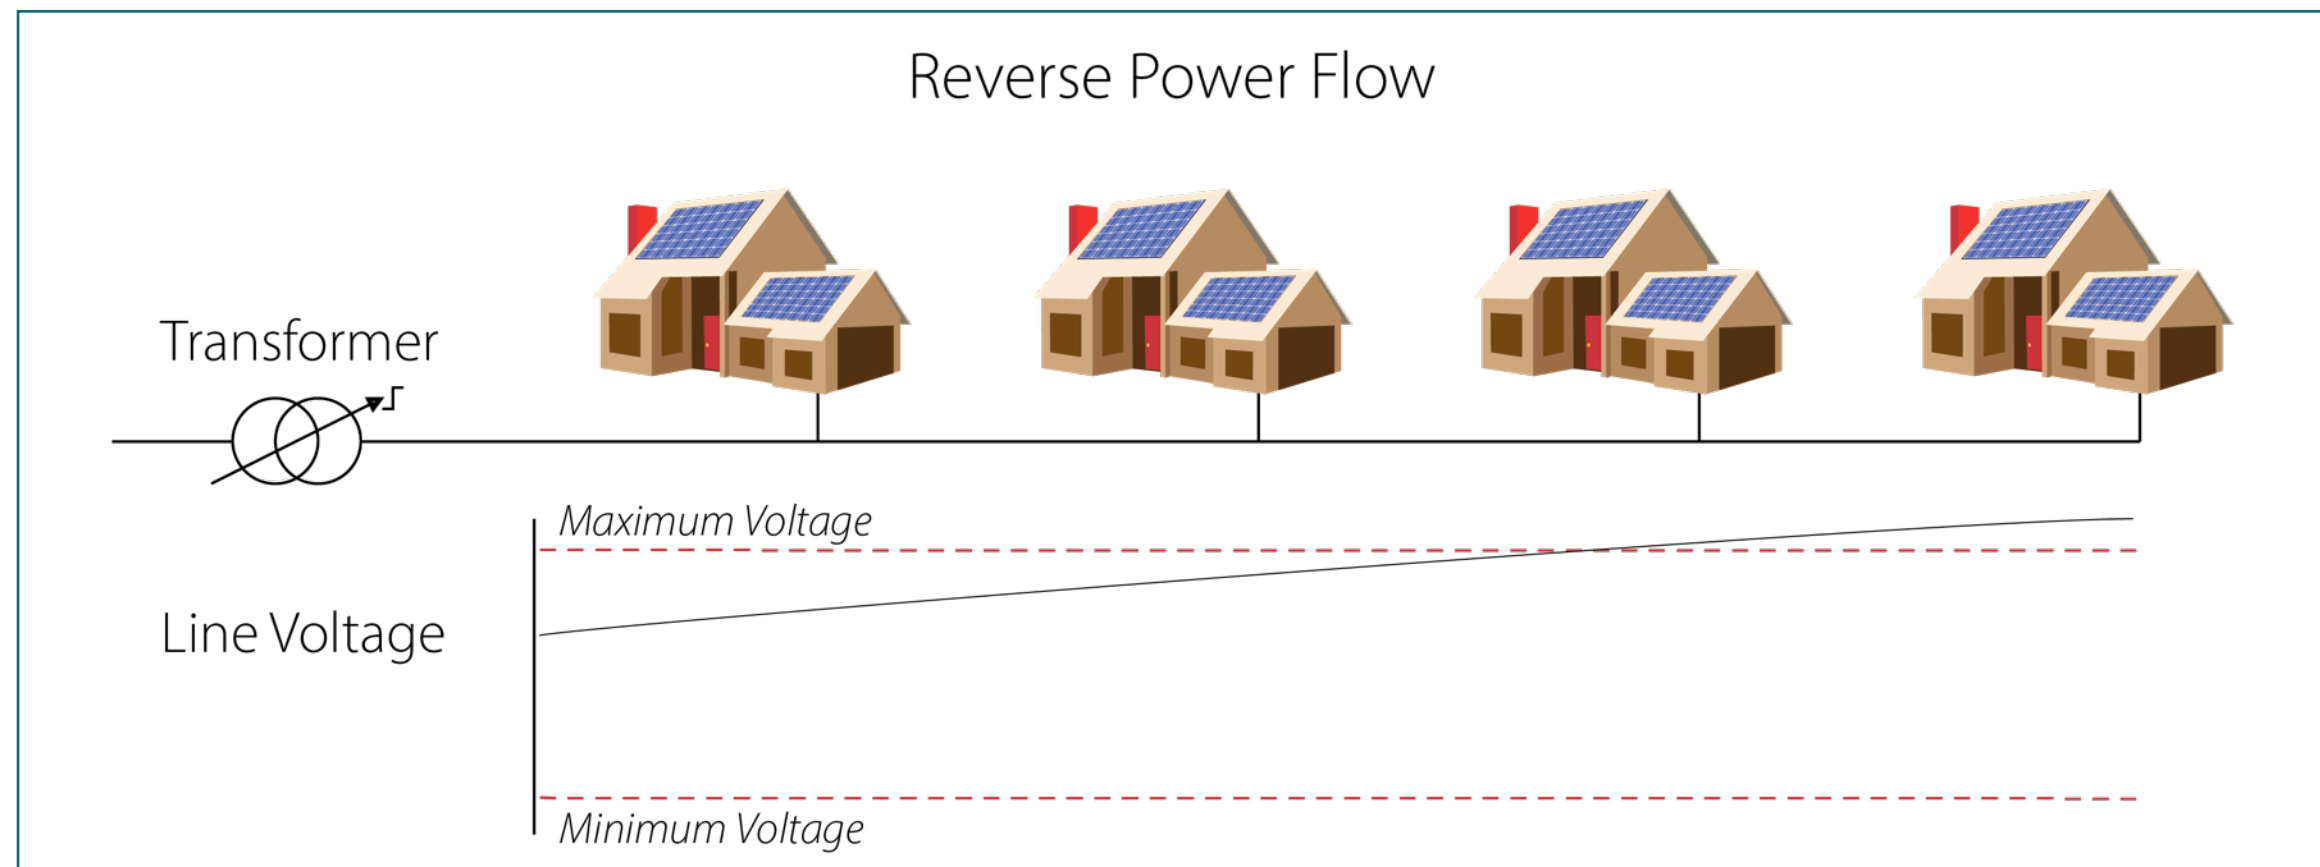 Reverse Power Flow
Transformer
Maximum Voltage
Line Voltage
Minimum Voltage